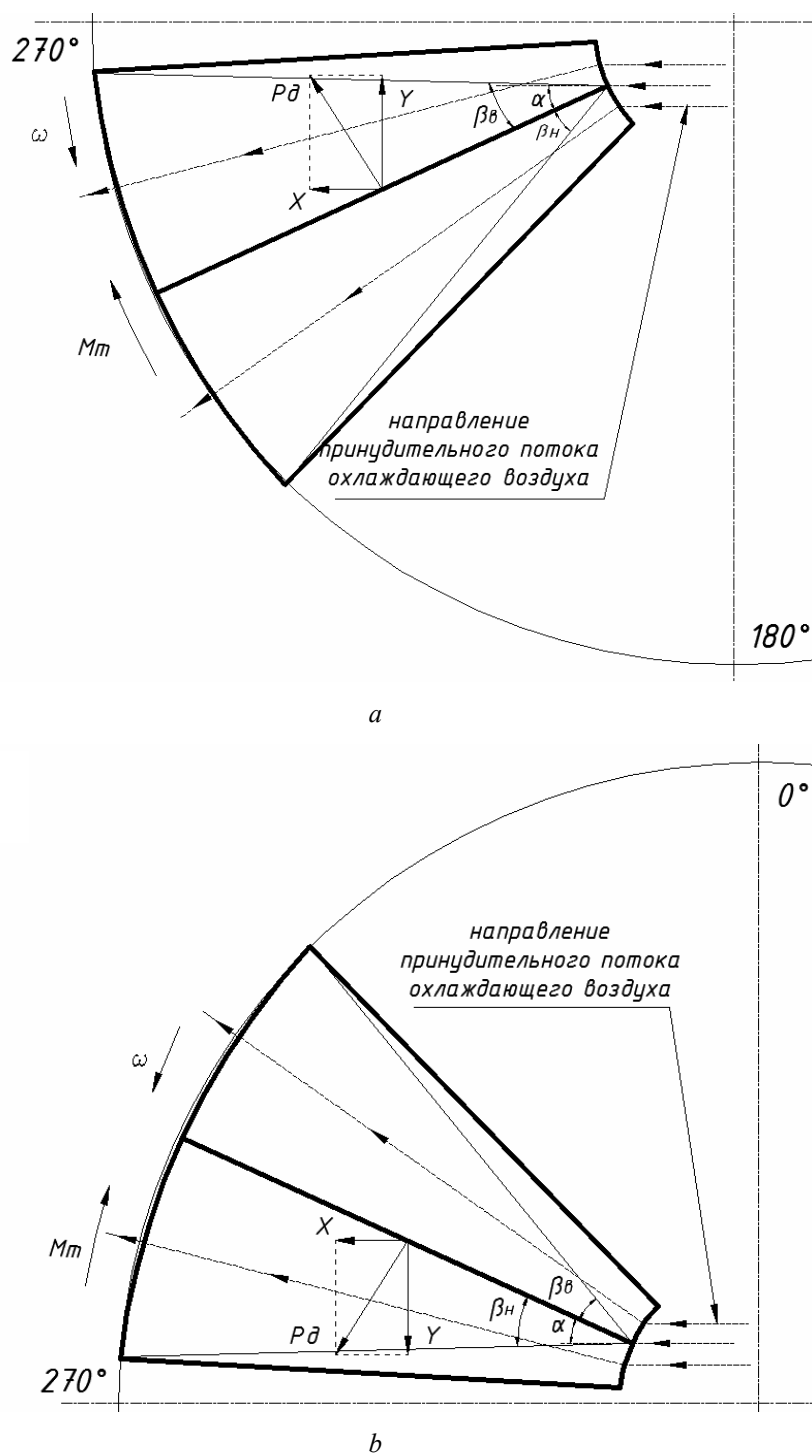 270°
Pд
Y
βв
α
βн
ω
X
Mт
направление
принудительного потока
охлаждающего воздуха
180°
a
0°
направление
принудительного потока
охлаждающего воздуха
ω
X
Mт
βв
βн
α
Pд
Y
270°
b